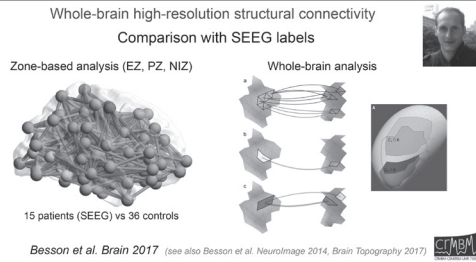 Whole-brain high-resolution structural connectivity
Comparison with SEEG labels
Zone-based analysis (EZ, PZ, NIZ)
Whole-brain analysis
a
b
c
15 patients (SEEG) vs 36 controls
Besson et al. Brain 2017 (see also Besson et al. NeuroImage 2014, Brain Topography 2017)
CRMBM